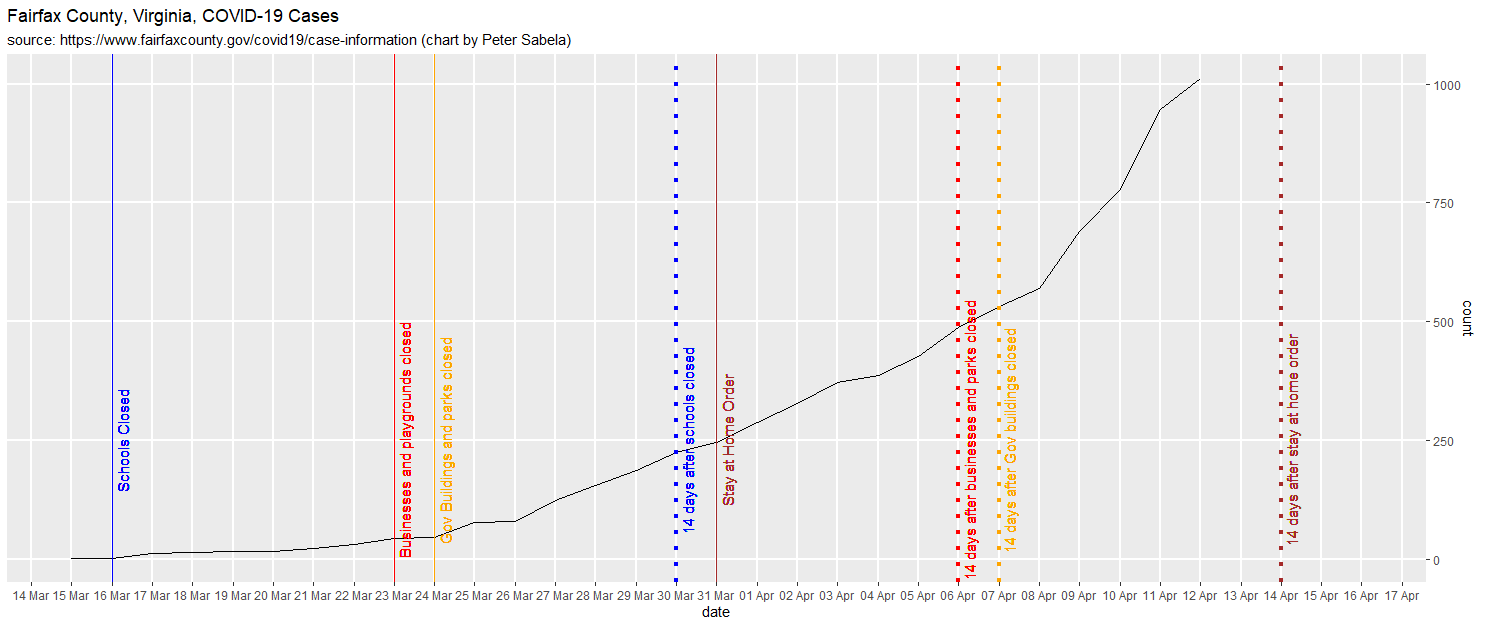 Fairfax County, Virginia, COVID-19 Cases
source: https://www.fairfaxcounty.gov/covid19/case-information (chart by Peter Sabela)
Schools Closed
Businesses and playgrounds closed
Gov Buildings and parks closed
14 days after schools closed
Stay at Home Order
14 days after businesses and parks closed
14 days after Gov buildings closed
14 days after stay at home order
1000
750
500
250
0
count
14 Mar 15 Mar 16 Mar 17 Mar 18 Mar 19 Mar 20 Mar 21 Mar 22 Mar 23 Mar 24 Mar 25 Mar 26 Mar 27 Mar 28 Mar 29 Mar 30 Mar 31 Mar 01 Apr 02 Apr 03 Apr 04 Apr 05 Apr 06 Apr 07 Apr 08 Apr 09 Apr 10 Apr 11 Apr 12 Apr 13 Apr 14 Apr 15 Apr 16 Apr 17 Apr
date